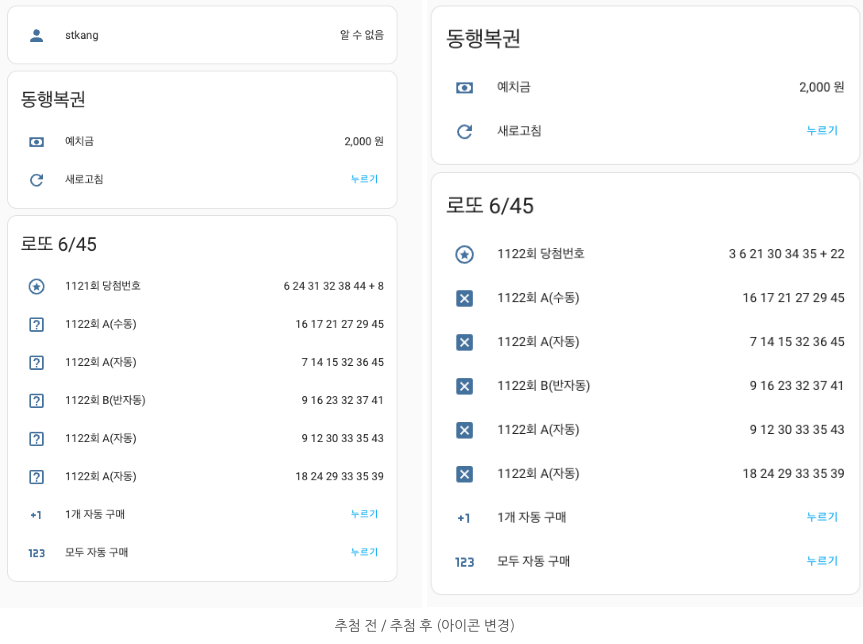 stkang 알 수 없음
동행복권
예치금 2,000 원
새로고침 누르기
로또 6/45
1121회 당첨번호 6 24 31 32 38 44 + 8
1122회 A(수동) 16 17 21 27 29 45
1122회 A(자동) 7 14 15 32 36 45
1122회 B(반자동) 9 16 23 32 37 41
1122회 A(자동) 9 12 30 33 35 43
1122회 A(자동) 18 24 29 33 35 39
+1 1개 자동 구매 누르기
123 모두 자동 구매 누르기
동행복권
예치금 2,000 원
새로고침 누르기
로또 6/45
1122회 당첨번호 3 6 21 30 34 35 + 22
1122회 A(수동) 16 17 21 27 29 45
1122회 A(자동) 7 14 15 32 36 45
1122회 B(반자동) 9 16 23 32 37 41
1122회 A(자동) 9 12 30 33 35 43
1122회 A(자동) 18 24 29 33 35 39
+1 1개 자동 구매 누르기
123 모두 자동 구매 누르기
추첨 전 / 추첨 후 (아이콘 변경)